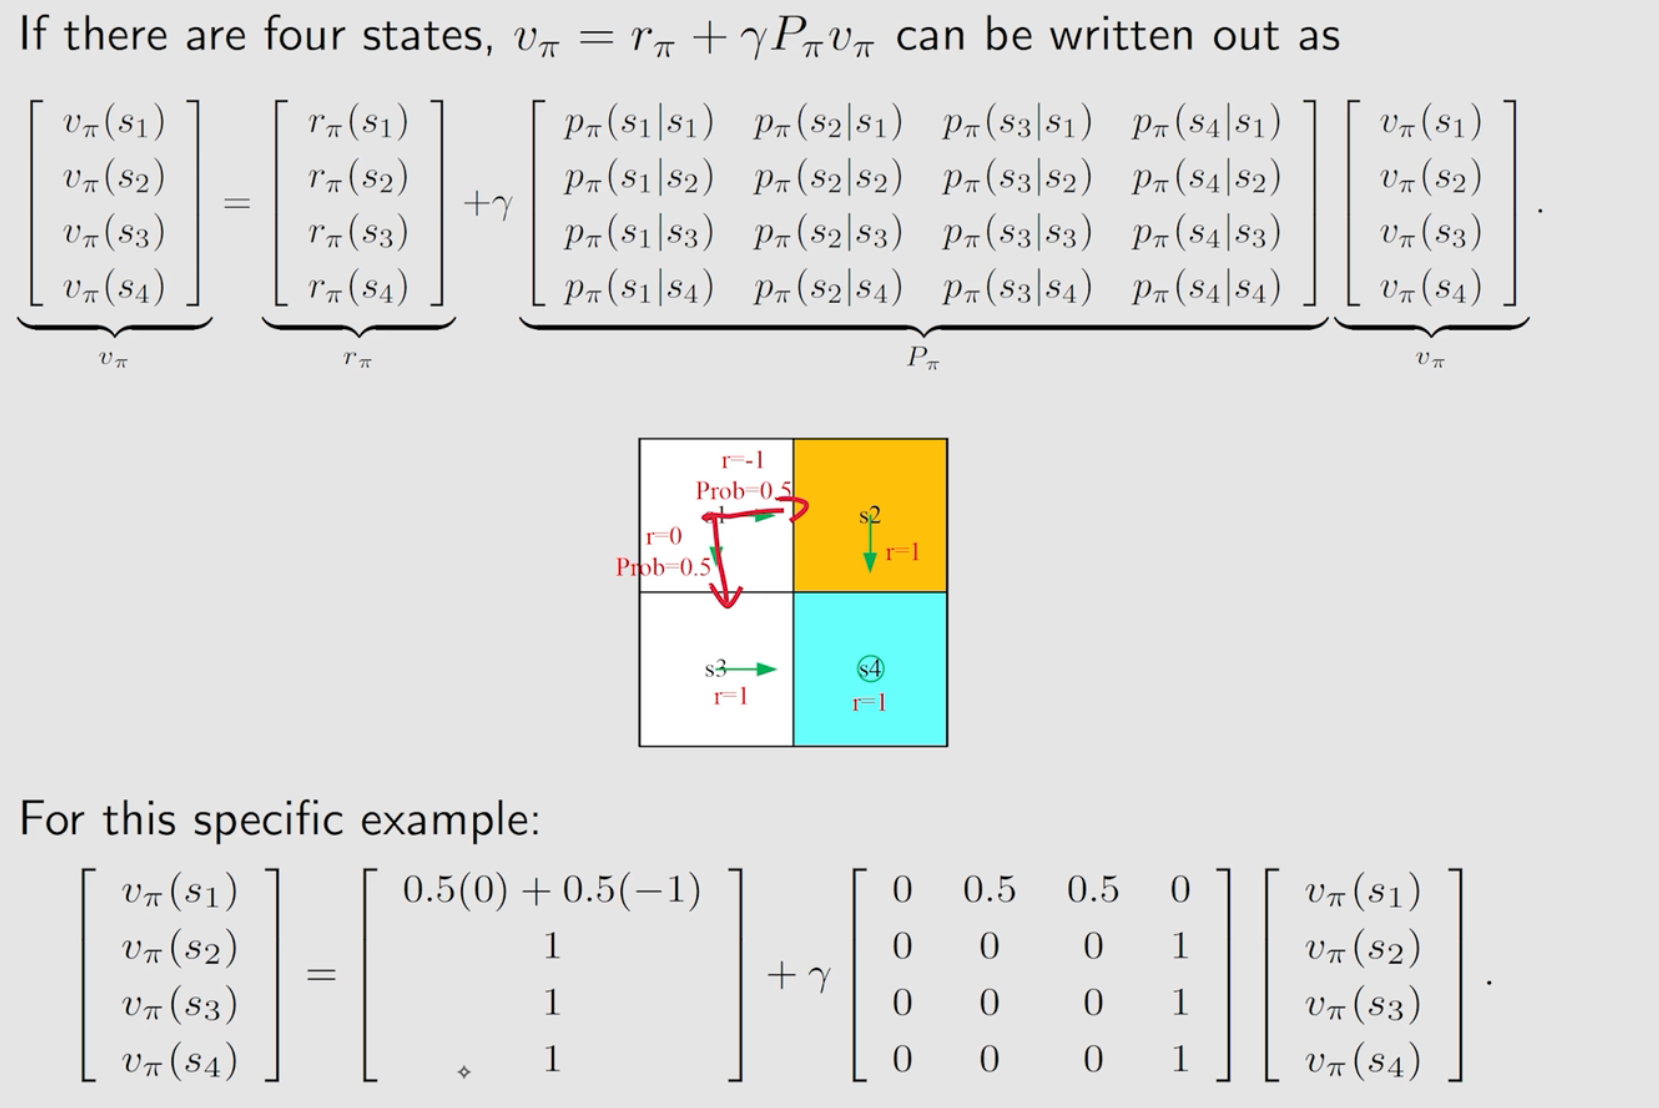 If there are four states, $v_\pi = r_\pi + \gamma P_\pi v_\pi$ can be written out as
$\begin{bmatrix} v_\pi(s_1) \\ v_\pi(s_2) \\ v_\pi(s_3) \\ v_\pi(s_4) \end{bmatrix} = \begin{bmatrix} r_\pi(s_1) \\ r_\pi(s_2) \\ r_\pi(s_3) \\ r_\pi(s_4) \end{bmatrix} + \gamma \begin{bmatrix} p_\pi(s_1|s_1) & p_\pi(s_2|s_1) & p_\pi(s_3|s_1) & p_\pi(s_4|s_1) \\ p_\pi(s_1|s_2) & p_\pi(s_2|s_2) & p_\pi(s_3|s_2) & p_\pi(s_4|s_2) \\ p_\pi(s_1|s_3) & p_\pi(s_2|s_3) & p_\pi(s_3|s_3) & p_\pi(s_4|s_3) \\ p_\pi(s_1|s_4) & p_\pi(s_2|s_4) & p_\pi(s_3|s_4) & p_\pi(s_4|s_4) \end{bmatrix} \begin{bmatrix} v_\pi(s_1) \\ v_\pi(s_2) \\ v_\pi(s_3) \\ v_\pi(s_4) \end{bmatrix}.$
$v_\pi$ $r_\pi$ $P_\pi$ $v_\pi$
r=-1
Prob=0.5
s2
r=0
r=1
Prob=0.5
s3
s4
r=1
r=1
For this specific example:
$\begin{bmatrix} v_\pi(s_1) \\ v_\pi(s_2) \\ v_\pi(s_3) \\ v_\pi(s_4) \end{bmatrix} = \begin{bmatrix} 0.5(0) + 0.5(-1) \\ 1 \\ 1 \\ 1 \end{bmatrix} + \gamma \begin{bmatrix} 0 & 0.5 & 0.5 & 0 \\ 0 & 0 & 0 & 1 \\ 0 & 0 & 0 & 1 \\ 0 & 0 & 0 & 1 \end{bmatrix} \begin{bmatrix} v_\pi(s_1) \\ v_\pi(s_2) \\ v_\pi(s_3) \\ v_\pi(s_4) \end{bmatrix}.$